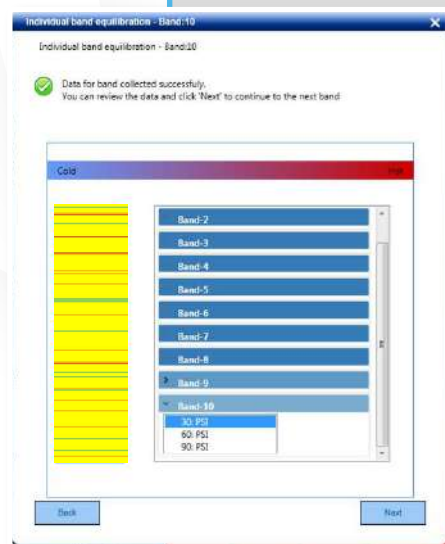 Individual band equilibration - Band:10
Individual band equilibration - Band:10
Data for band collected successfuly.
You can review the data and click 'Next' to continue to the next band
Cold
Hot
Band-2
Band-3
Band-4
Band-5
Band-6
Band-7
Band-8
Band-9
Band-10
30: PSI
60: PSI
90: PSI
Back
Next